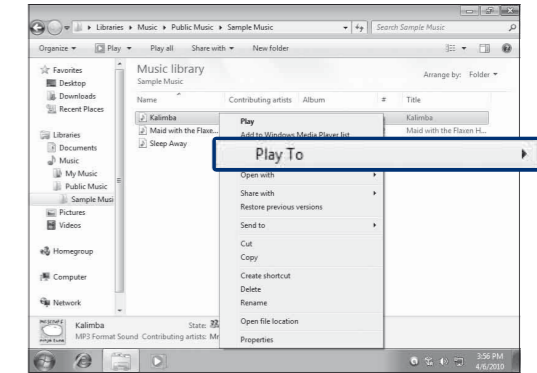 Libraries ▸ Music ▸ Public Music ▸ Sample Music
Search Sample Music
Organize Play Play all Share with New folder
Favorites
Desktop
Downloads
Recent Places
Libraries
Documents
Music
My Music
Public Music
Sample Musi
Pictures
Videos
Homegroup
Computer
Network
Music library
Sample Music
Arrange by: Folder
Name Contributing artists Album # Title
Kalimba
Kalimba
Maid with the Flaxe...
Maid with the Flaxen H...
Sleep Away
Play
Add to Windows Media Player list
Play To
Open with
Share with
Restore previous versions
Send to
Cut
Copy
Create shortcut
Delete
Rename
Open file location
Properties
Kalimba State:
MP3 Format Sound Contributing artists: Mr
3:56 PM
4/6/2010